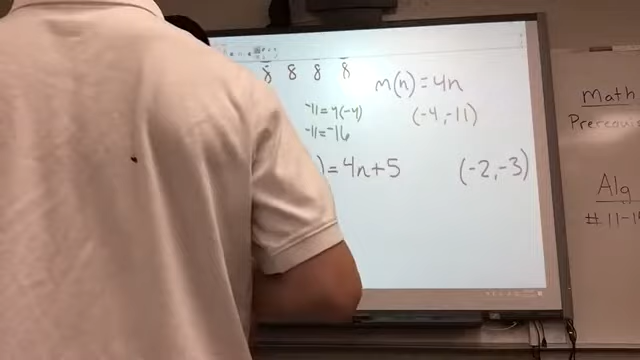 8 8 8 8
m(n) = 4n
-11 = 4(-4)
(-4, -11)
-11 = -16
) = 4n + 5
(-2, -3)
Math
Alg
# 11-1